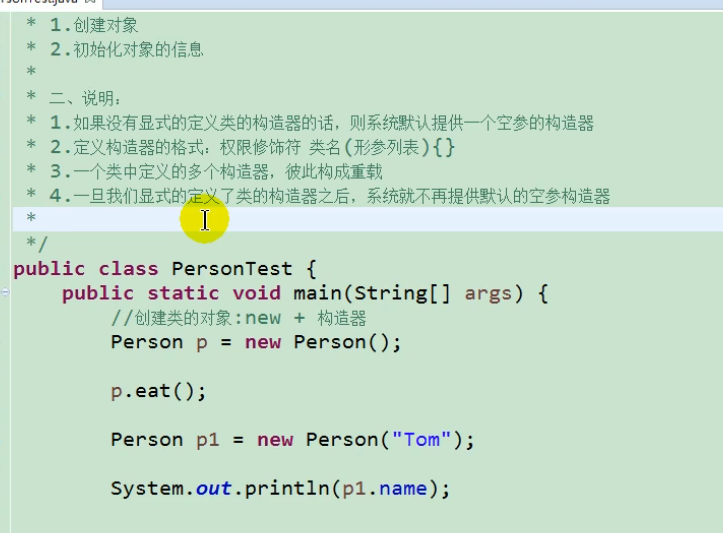 * 1.创建对象
* 2.初始化对象的信息
*
* 二、说明:
* 1.如果没有显式的定义类的构造器的话，则系统默认提供一个空参的构造器
* 2.定义构造器的格式：权限修饰符 类名(形参列表){}
* 3.一个类中定义的多个构造器，彼此构成重载
* 4.一旦我们显式的定义了类的构造器之后，系统就不再提供默认的空参构造器
*
*/
public class PersonTest {
public static void main(String[] args) {
//创建类的对象:new + 构造器
Person p = new Person();
p.eat();
Person p1 = new Person("Tom");
System.out.println(p1.name);